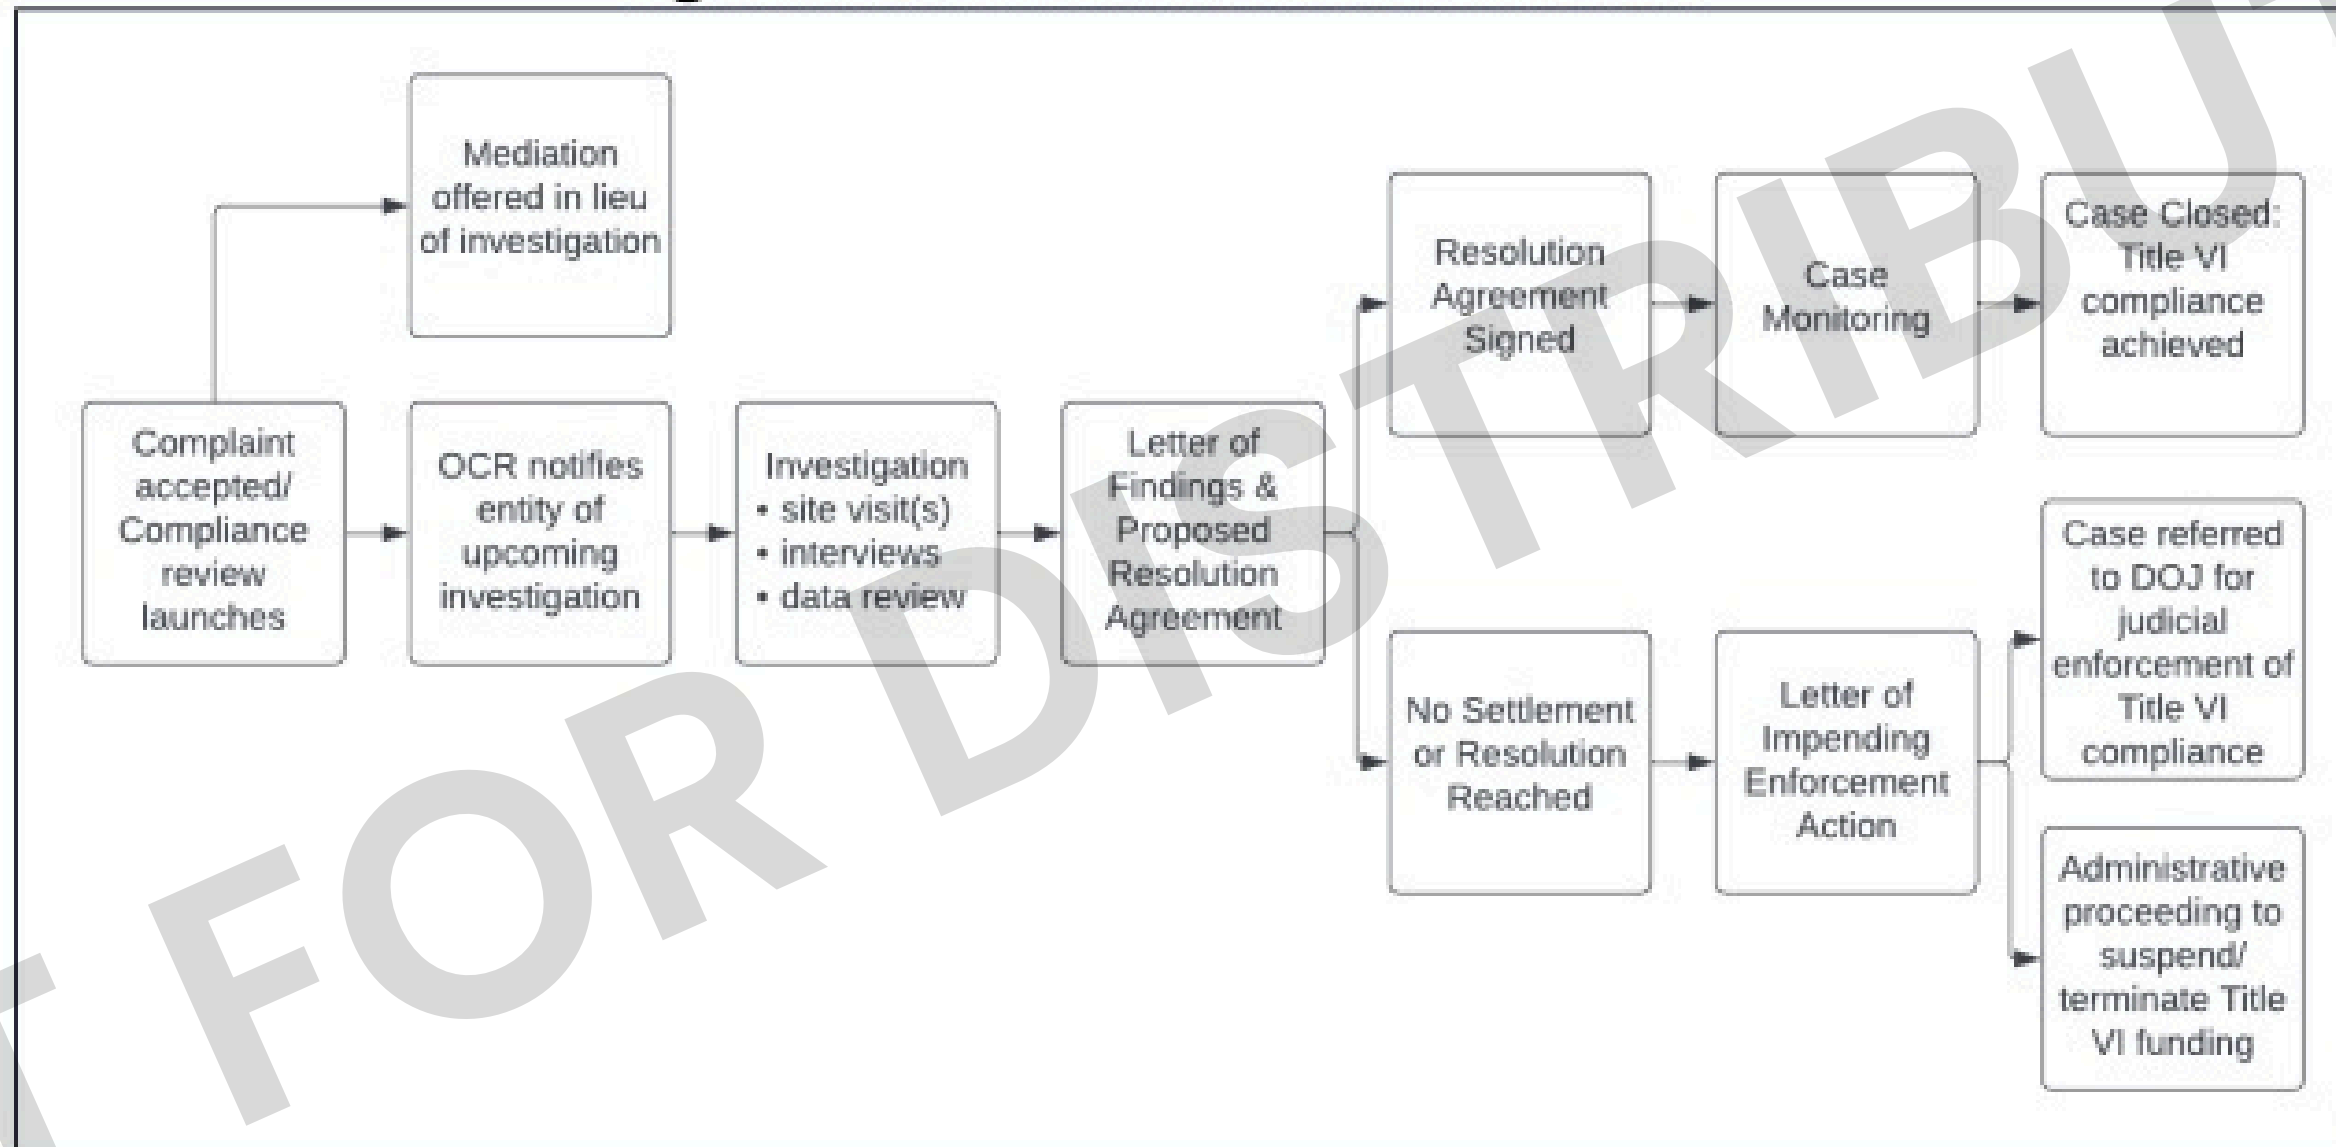 Mediation
offered in lieu
of investigation
Complaint
accepted/
Compliance
review
launches
OCR notifies
entity of
upcoming
investigation
Investigation
• site visit(s)
• interviews
• data review
Letter of
Findings &
Proposed
Resolution
Agreement
Resolution
Agreement
Signed
Case
Monitoring
Case Closed:
Title VI
compliance
achieved
No Settlement
or Resolution
Reached
Letter of
Impending
Enforcement
Action
Case referred
to DOJ for
judicial
enforcement of
Title VI
compliance
Administrative
proceeding to
suspend/
terminate Title
VI funding
T FOR DISTRIBUT